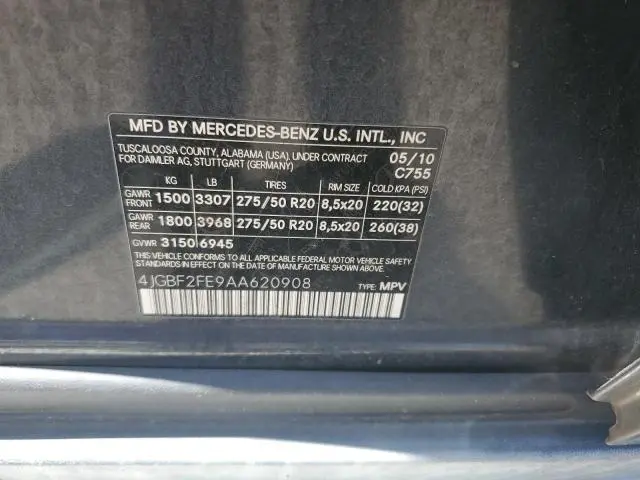 MFD BY MERCEDES-BENZ U.S. INTL., INC
TUSCALOOSA COUNTY, ALABAMA (USA), UNDER CONTRACT 05/10
FOR DAIMLER AG, STUTTGART (GERMANY) C755
KG LB TIRES RIM SIZE COLD KPA (PSI)
GAWR FRONT 1500 3307 275/50 R20 8,5x20 220(32)
GAWR REAR 1800 3968 275/50 R20 8,5x20 260(38)
GVWR 3150 6945
THIS VEHICLE CONFORMS TO ALL APPLICABLE FEDERAL MOTOR VEHICLE SAFETY
STANDARDS IN EFFECT ON THE DATE OF MANUFACTURE SHOWN ABOVE.
4JGBF2FE9AA620908 TYPE: MPV